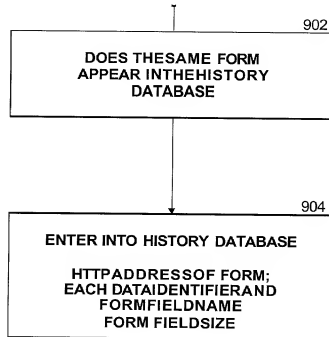 902
DOES THESAME FORM
APPEAR INTHEHISTORY
DATABASE
904
ENTER INTO HISTORY DATABASE
HTTPADDRESSOF FORM;
EACH DATAIDENTIFIERAND
FORMFIELDNAME
FORM FIELDSIZE